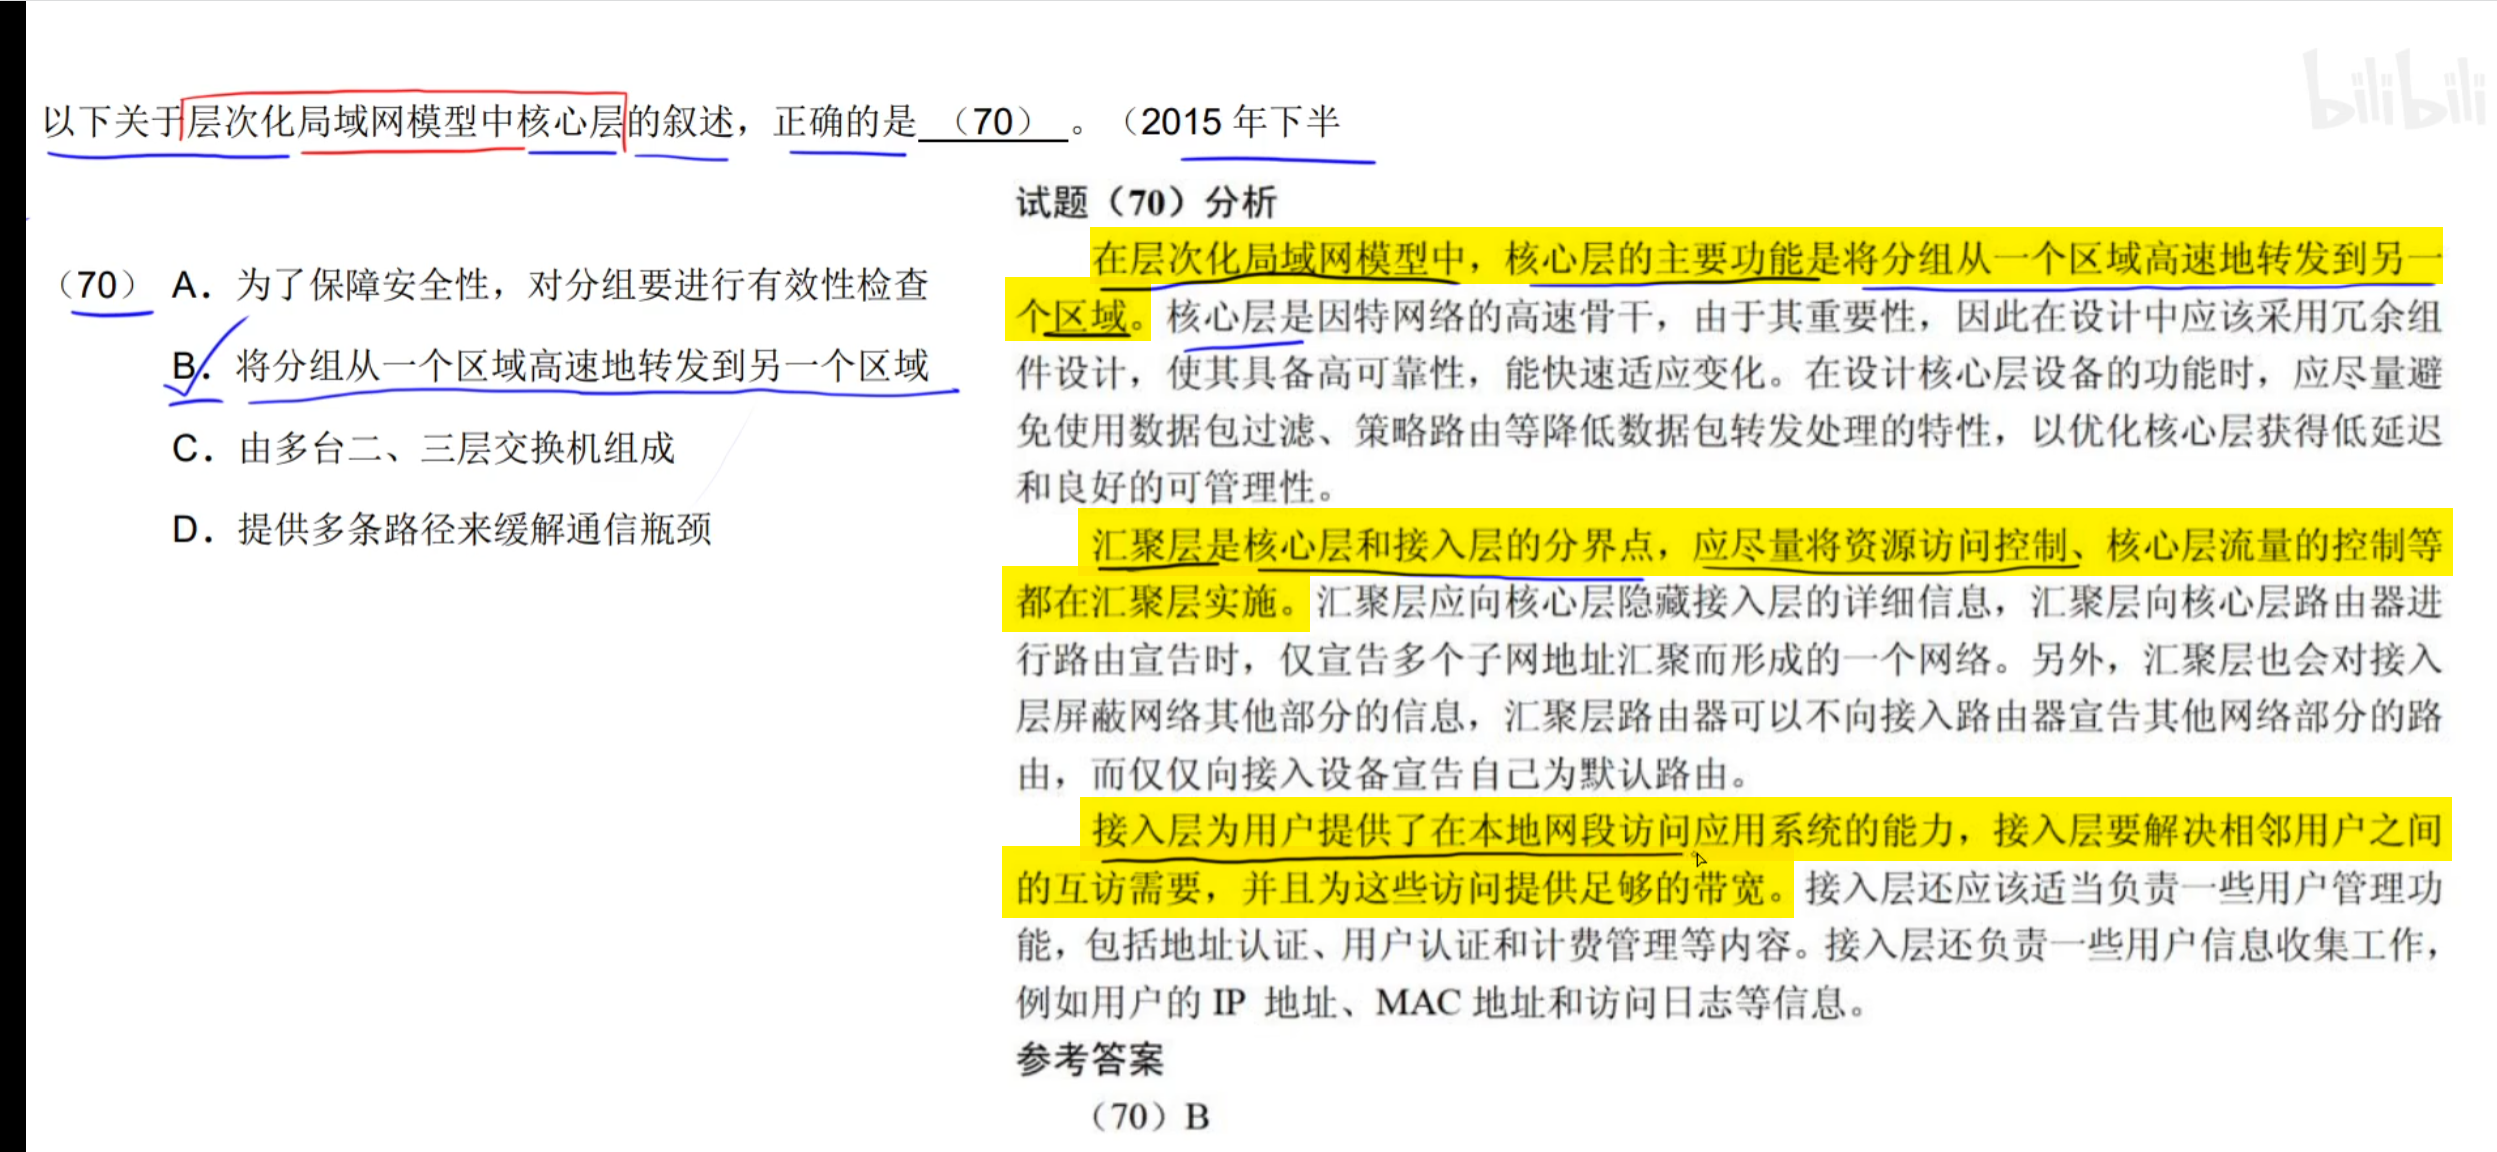 bilibili
以下关于层次化局域网模型中核心层的叙述，正确的是 （70） 。（2015 年下半
（70） A．为了保障安全性，对分组要进行有效性检查
B．将分组从一个区域高速地转发到另一个区域
C．由多台二、三层交换机组成
D．提供多条路径来缓解通信瓶颈
试题（70）分析
在层次化局域网模型中，核心层的主要功能是将分组从一个区域高速地转发到另一
个区域。核心层是因特网络的高速骨干，由于其重要性，因此在设计中应该采用冗余组
件设计，使其具备高可靠性，能快速适应变化。在设计核心层设备的功能时，应尽量避
免使用数据包过滤、策略路由等降低数据包转发处理的特性，以优化核心层获得低延迟
和良好的可管理性。
汇聚层是核心层和接入层的分界点，应尽量将资源访问控制、核心层流量的控制等
都在汇聚层实施。汇聚层应向核心层隐藏接入层的详细信息，汇聚层向核心层路由器进
行路由宣告时，仅宣告多个子网地址汇聚而形成的一个网络。另外，汇聚层也会对接入
层屏蔽网络其他部分的信息，汇聚层路由器可以不向接入路由器宣告其他网络部分的路
由，而仅仅向接入设备宣告自己为默认路由。
接入层为用户提供了在本地网段访问应用系统的能力，接入层要解决相邻用户之间
的互访需要，并且为这些访问提供足够的带宽。接入层还应该适当负责一些用户管理功
能，包括地址认证、用户认证和计费管理等内容。接入层还负责一些用户信息收集工作，
例如用户的 IP 地址、MAC 地址和访问日志等信息。
参考答案
（70）B